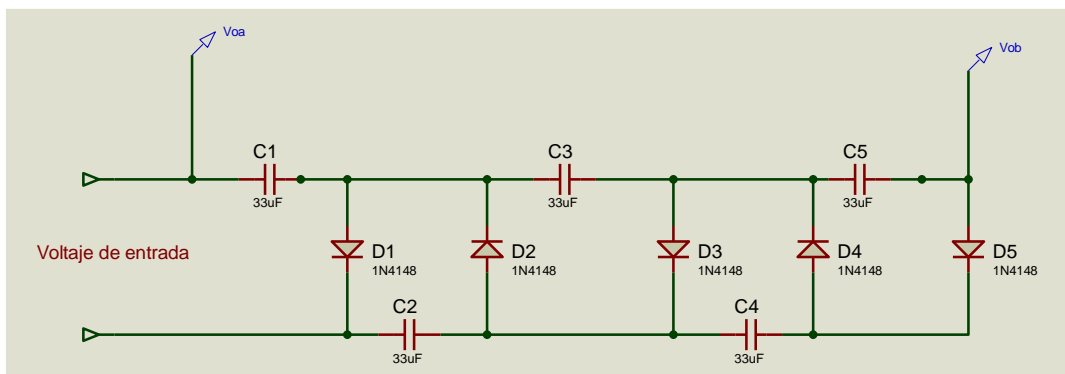 Voa
Vob
C1
33uF
C3
33uF
C5
33uF
Voltaje de entrada
D1
1N4148
D2
1N4148
D3
1N4148
D4
1N4148
D5
1N4148
C2
33uF
C4
33uF